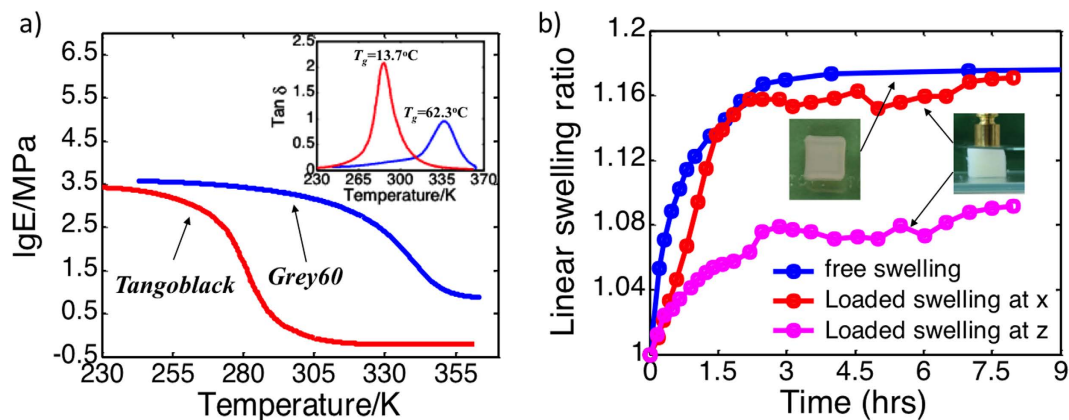 a)
lgE/MPa
6.5
5.5
4.5
3.5
2.5
1.5
0.5
-0.5
230
255
280
305
330
355
Temperature/K
Tangoblack
Grey60
Tan δ
2.5
2
1.5
1
0.5
0
230
265
300
335
370
Temperature/K
Tg=13.7°C
Tg=62.3°C
b)
Linear swelling ratio
1.2
1.16
1.12
1.08
1.04
1
0
1.5
3
4.5
6
7.5
9
Time (hrs)
free swelling
Loaded swelling at x
Loaded swelling at z